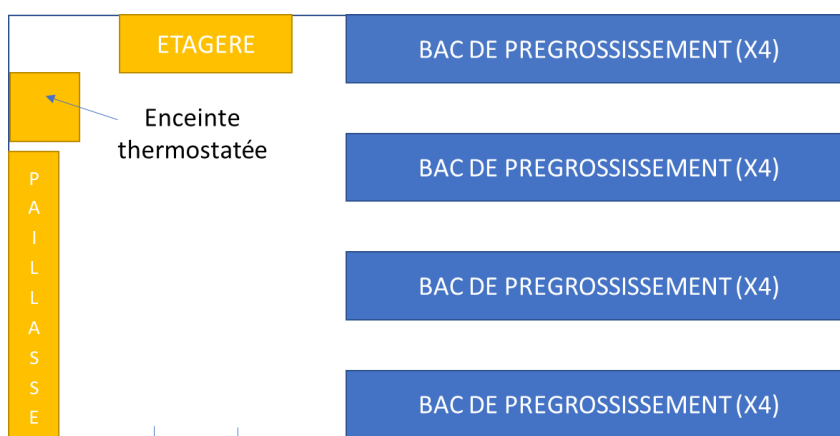 ETAGERE
BAC DE PREGROSSISSEMENT (X4)
Enceinte
thermostatée
BAC DE PREGROSSISSEMENT (X4)
PAILLASSE
BAC DE PREGROSSISSEMENT (X4)
BAC DE PREGROSSISSEMENT (X4)